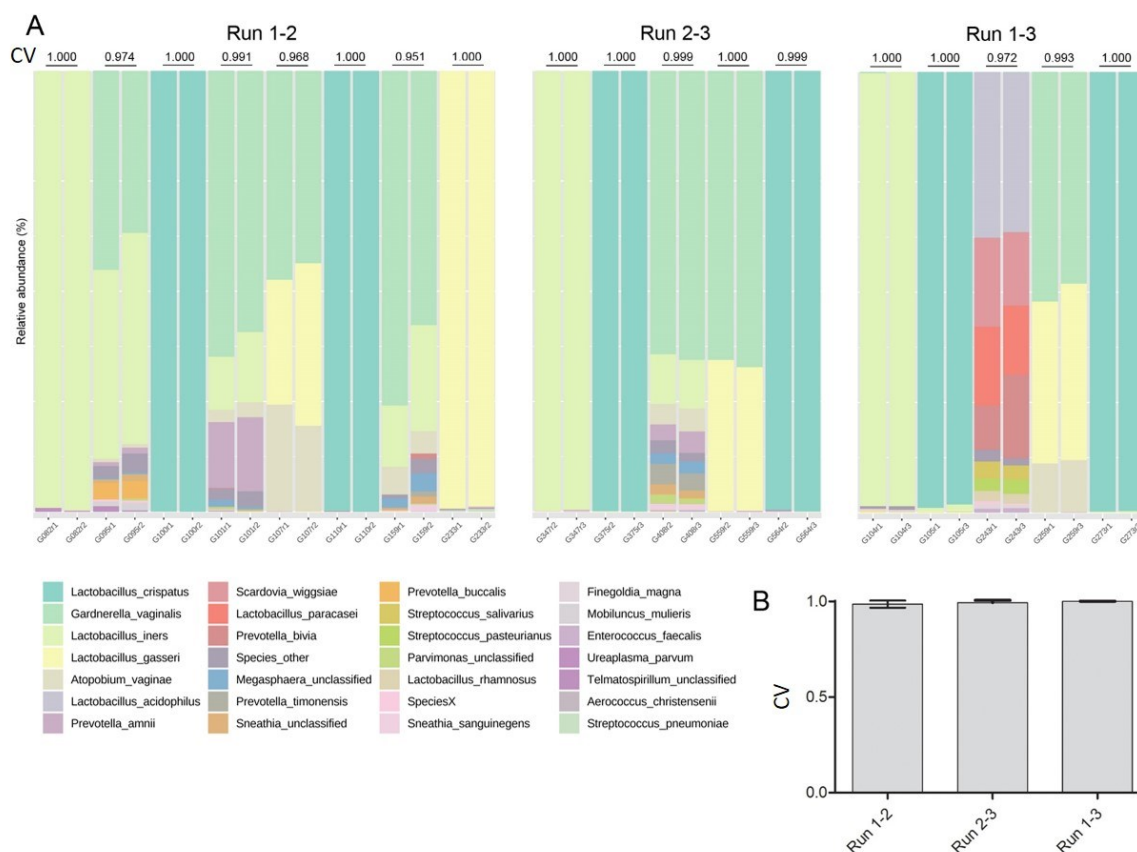 A
Run 1-2
Run 2-3
Run 1-3
CV
1.000 0.974 1.000 0.991 0.968 1.000 0.951 1.000
1.000 1.000 0.999 1.000 0.999
1.000 1.000 0.972 0.993 1.000
Relative abundance (%)
G082r1 G082r2 G095r1 G095r2 G100r1 G100r2 G101r1 G101r2 G107r1 G107r2 G110r1 G110r2 G159r1 G159r2 G233r1 G233r2
G347r2 G347r3 G375r2 G375r3 G408r2 G408r3 G559r2 G559r3 G564r2 G564r3
G104r1 G104r3 G105r1 G105r3 G243r1 G243r3 G259r1 G259r3 G273r1
Lactobacillus_crispatus Scardovia_wiggsiae Prevotella_buccalis Finegoldia_magna
Gardnerella_vaginalis Lactobacillus_paracasei Streptococcus_salivarius Mobiluncus_mulieris
Lactobacillus_iners Prevotella_bivia Streptococcus_pasteurianus Enterococcus_faecalis
Lactobacillus_gasseri Species_other Parvimonas_unclassified Ureaplasma_parvum
Atopobium_vaginae Megasphaera_unclassified Lactobacillus_rhamnosus Telmatospirillum_unclassified
Lactobacillus_acidophilus Prevotella_timonensis SpeciesX Aerococcus_christensenii
Prevotella_amnii Sneathia_unclassified Sneathia_sanguinegens Streptococcus_pneumoniae
B
1.0
0.5
0.0
CV
Run 1-2
Run 2-3
Run 1-3